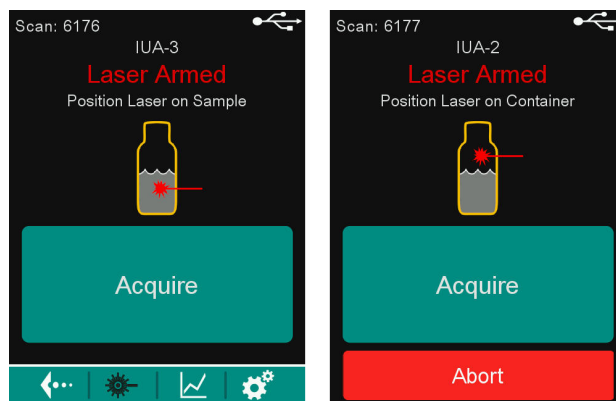 Scan: 6176
IUA-3
Laser Armed
Position Laser on Sample
Acquire
Scan: 6177
IUA-2
Laser Armed
Position Laser on Container
Acquire
Abort